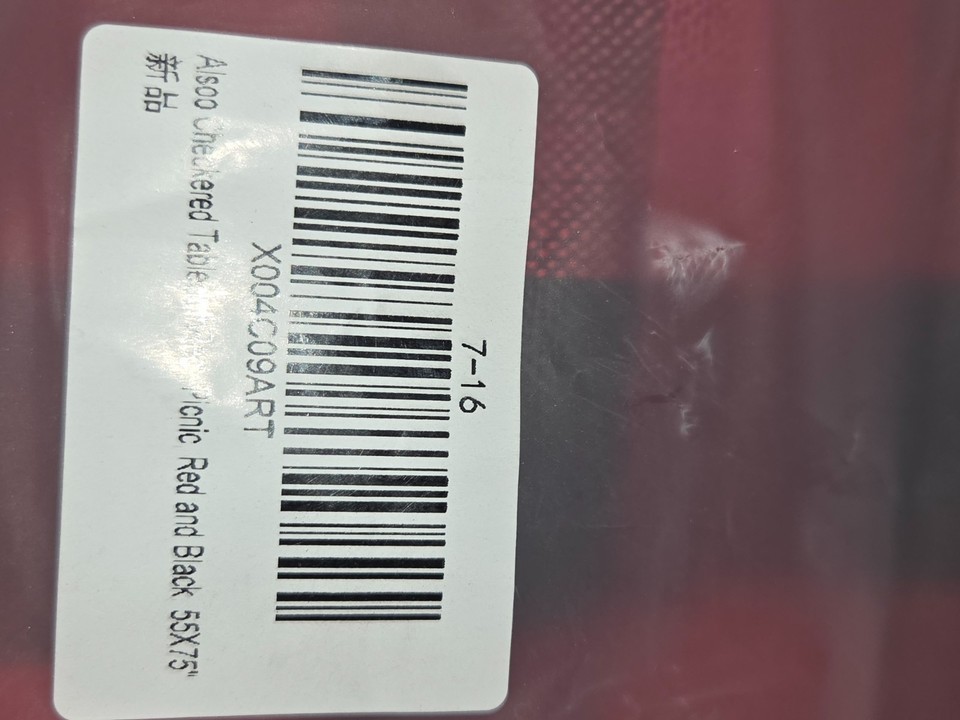 7-16
X004C09ART
Alsoo Checkered Table Picnic Red and Black 55X75"
新品